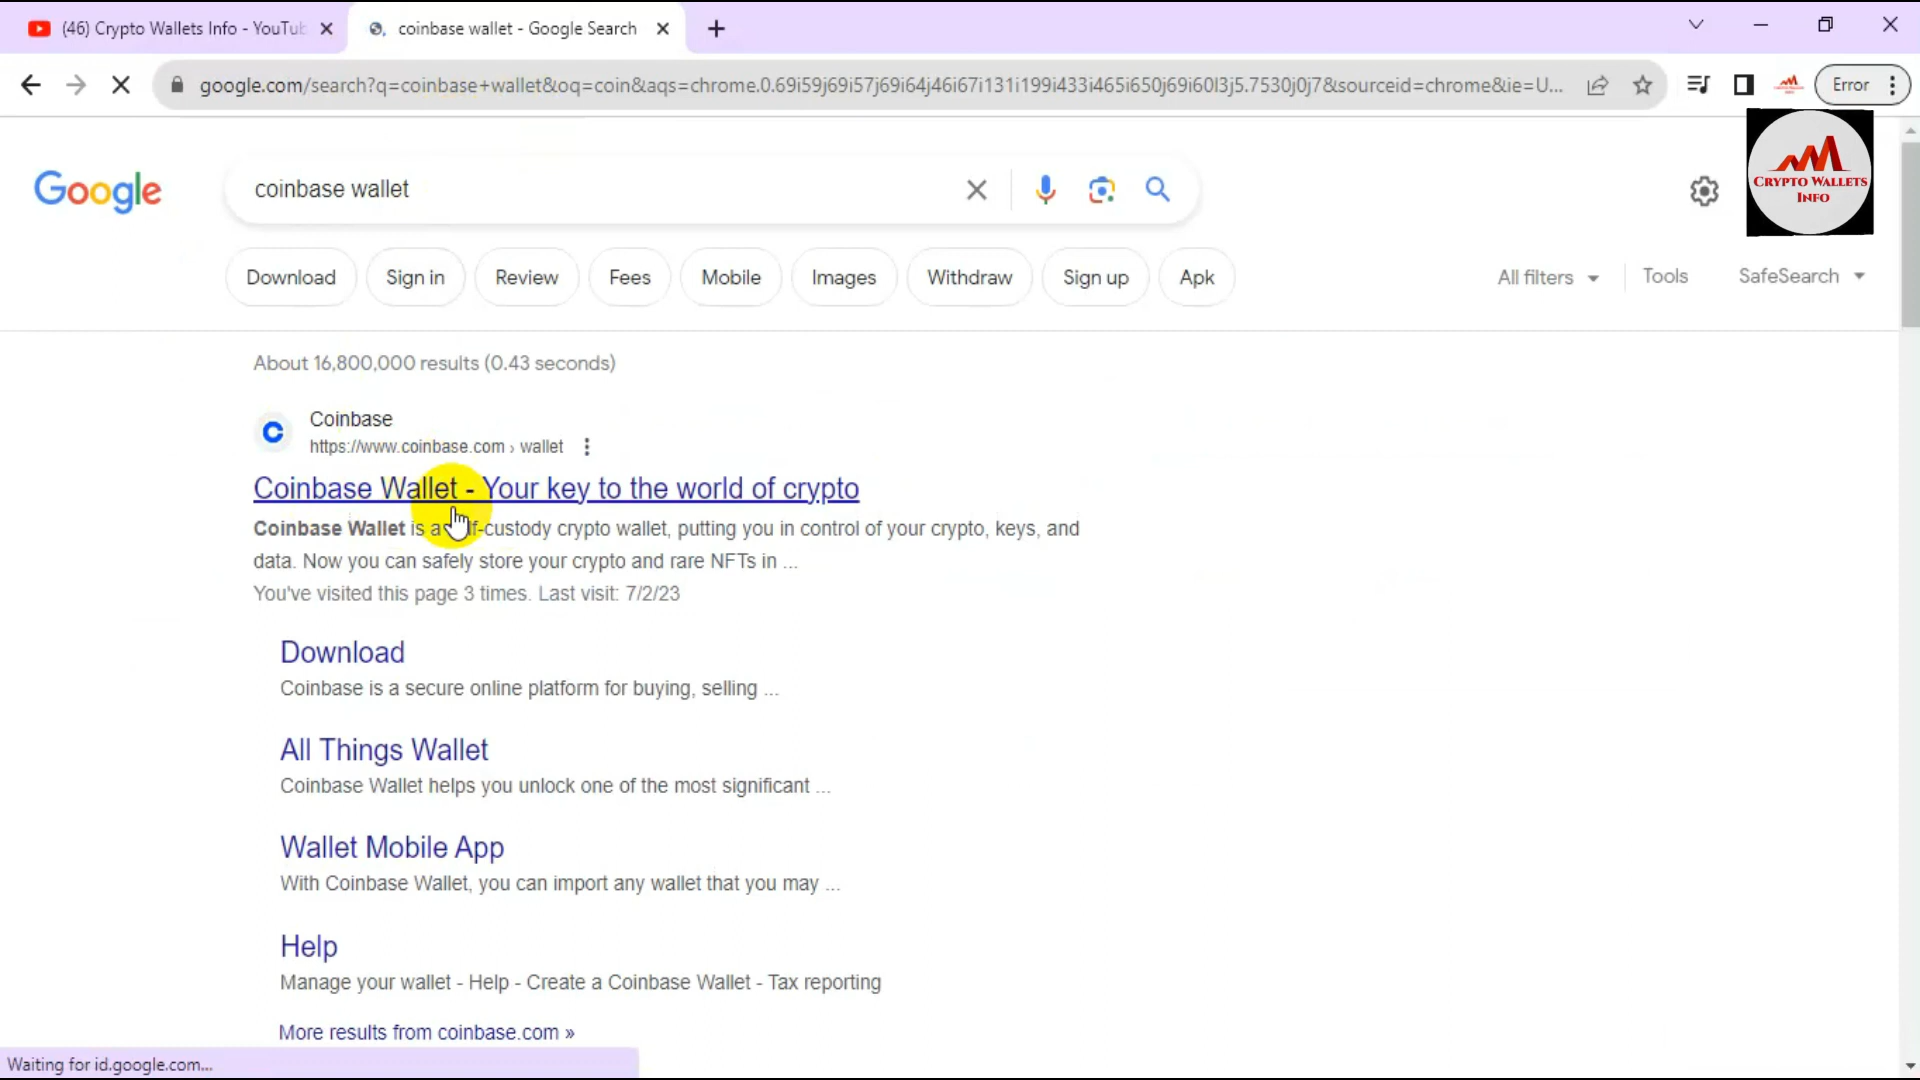 (46) Crypto Wallets Info - YouTub
coinbase wallet - Google Search
google.com/search?q=coinbase+wallet&oq=coin&aqs=chrome.0.69i59j69i57j69i64j46i67i131i199i433i465i650j69i60l3j5.7530j0j7&sourceid=chrome&ie=U...
Error
Google
coinbase wallet
CRYPTO WALLETS
INFO
Download
Sign in
Review
Fees
Mobile
Images
Withdraw
Sign up
Apk
All filters
Tools
SafeSearch
About 16,800,000 results (0.43 seconds)
Coinbase
https://www.coinbase.com › wallet
Coinbase Wallet - Your key to the world of crypto
Coinbase Wallet is a self-custody crypto wallet, putting you in control of your crypto, keys, and
data. Now you can safely store your crypto and rare NFTs in ...
You've visited this page 3 times. Last visit: 7/2/23
Download
Coinbase is a secure online platform for buying, selling ...
All Things Wallet
Coinbase Wallet helps you unlock one of the most significant ...
Wallet Mobile App
With Coinbase Wallet, you can import any wallet that you may ...
Help
Manage your wallet - Help - Create a Coinbase Wallet - Tax reporting
More results from coinbase.com »
Waiting for id.google.com...